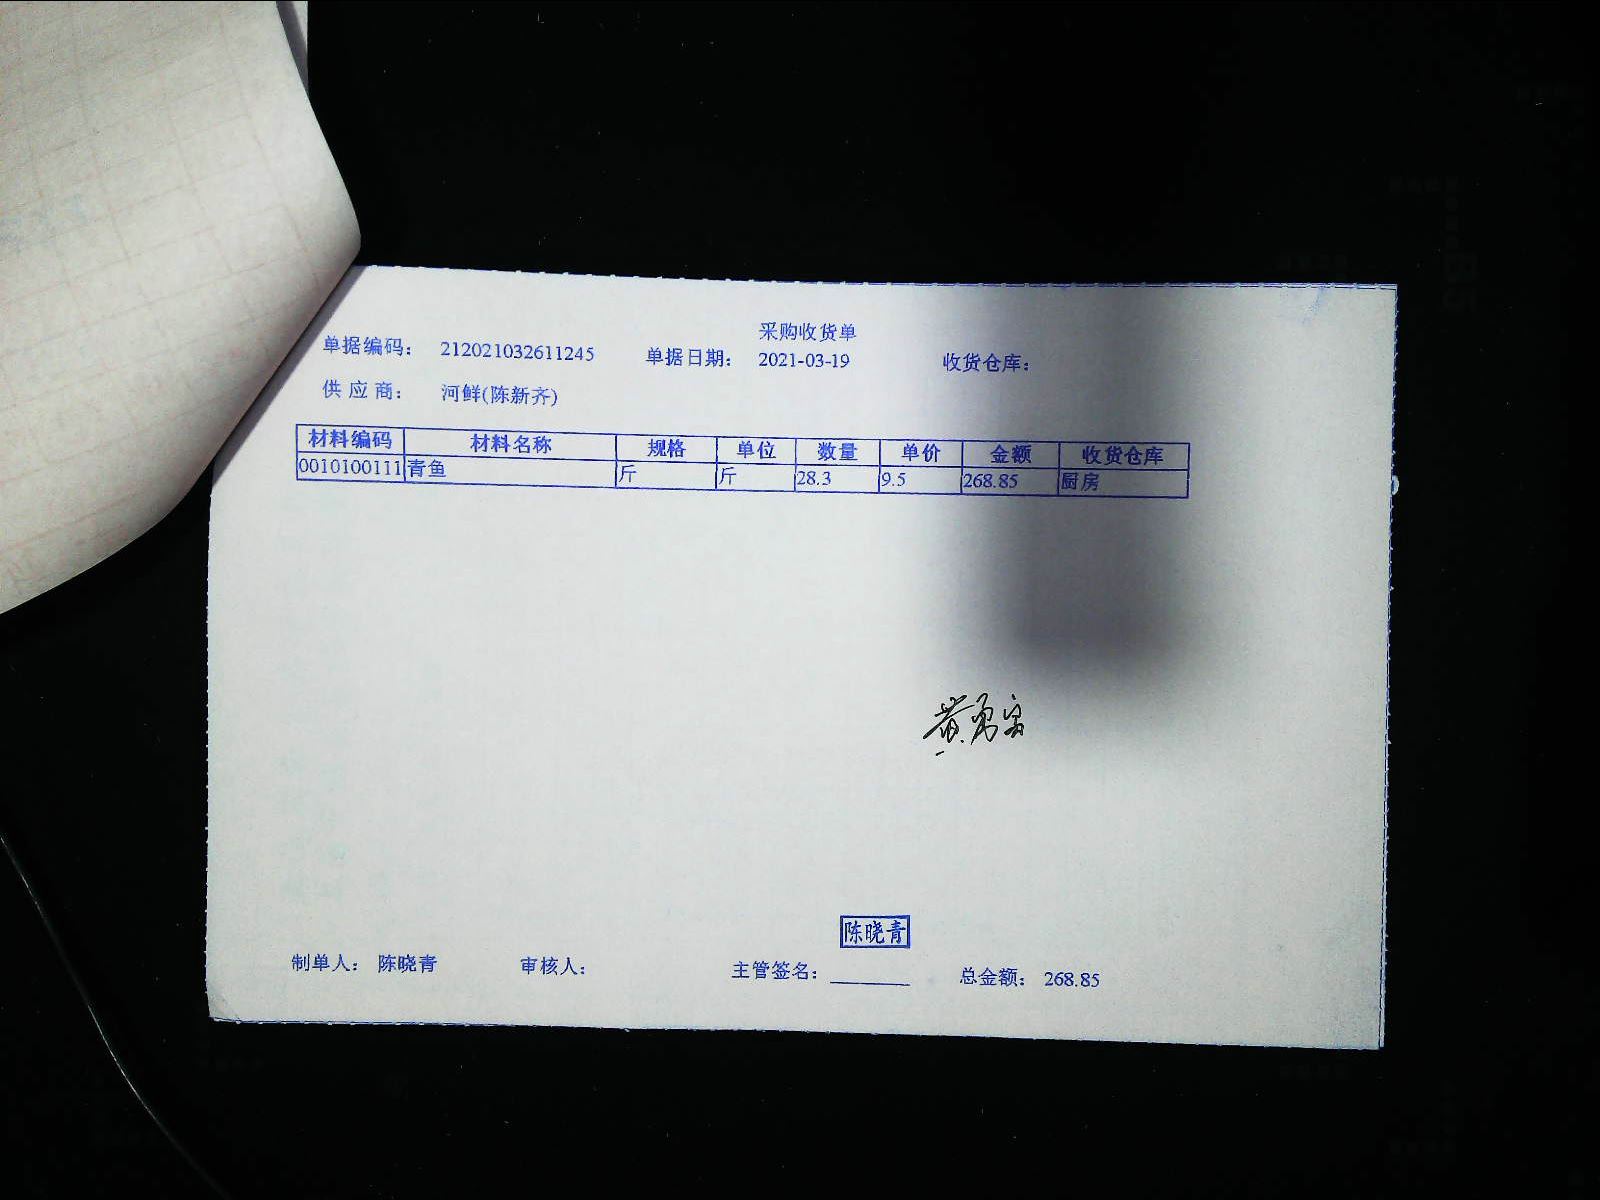 采购收货单
单据编码: 212021032611245 单据日期: 2021-03-19 收货仓库:
供应商: 河鲜(陈新齐)
材料编码 材料名称 规格 单位 数量 单价 金额 收货仓库
0010100111 青鱼 斤 斤 28.3 9.5 268.85 厨房
陈晓青
制单人: 陈晓青 审核人: 主管签名: 总金额: 268.85